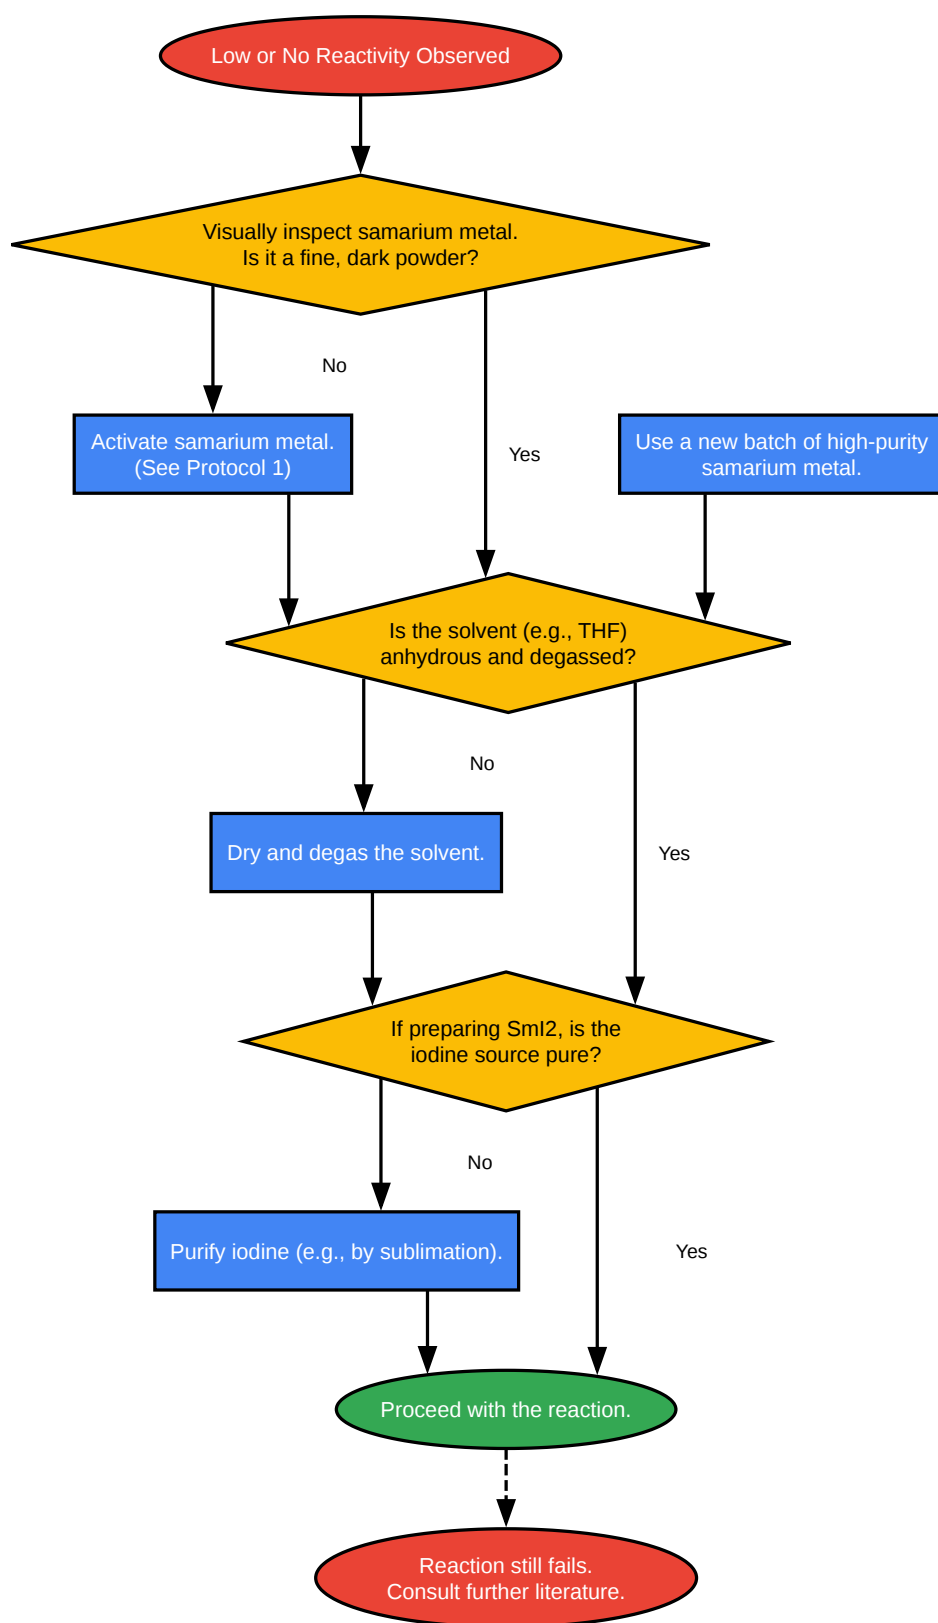 Low or No Reactivity Observed
Visually inspect samarium metal.
Is it a fine, dark powder?
No
Activate samarium metal.
(See Protocol 1)
Yes
Use a new batch of high-purity
samarium metal.
Is the solvent (e.g., THF)
anhydrous and degassed?
No
Dry and degas the solvent.
Yes
If preparing SmI2, is the
iodine source pure?
No
Purify iodine (e.g., by sublimation).
Yes
Proceed with the reaction.
Reaction still fails.
Consult further literature.